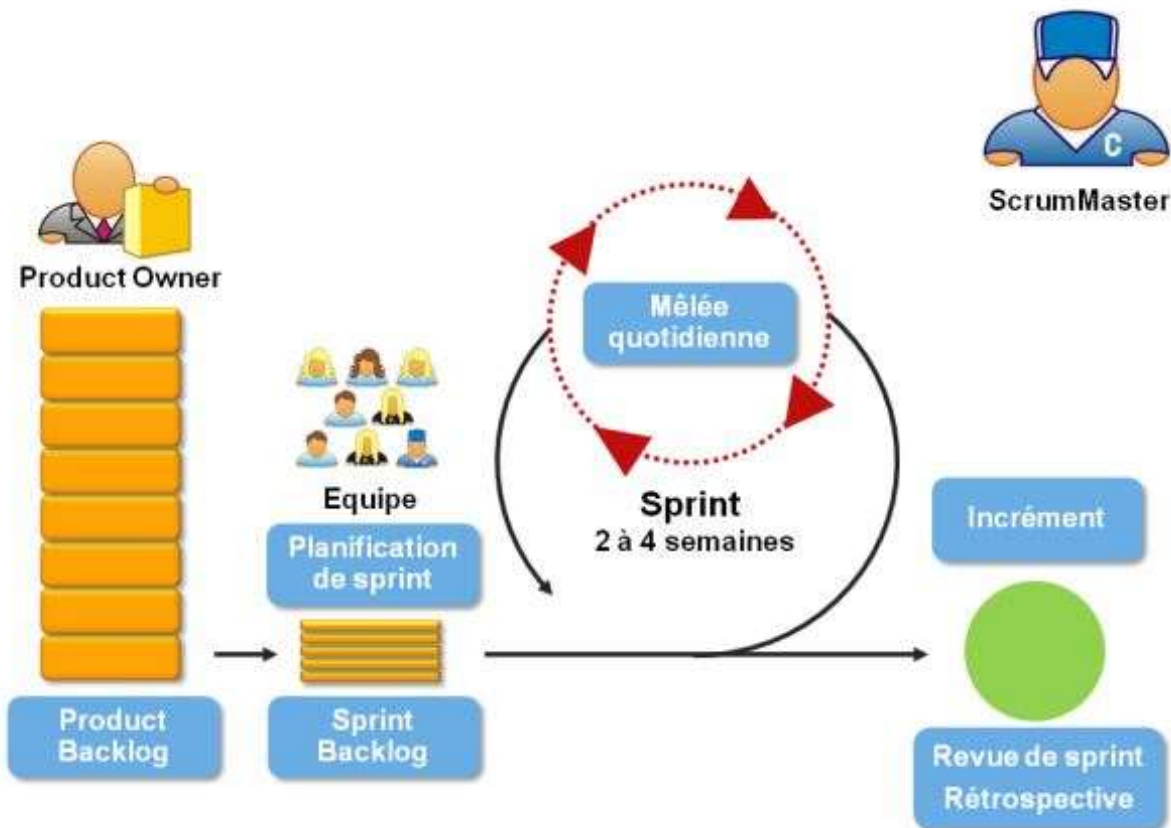 C
ScrumMaster
Product Owner
Mêlée
quotidienne
Equipe
Sprint
2 à 4 semaines
Planification
de sprint
Incrément
Product
Backlog
Sprint
Backlog
Revue de sprint
Rétrospective